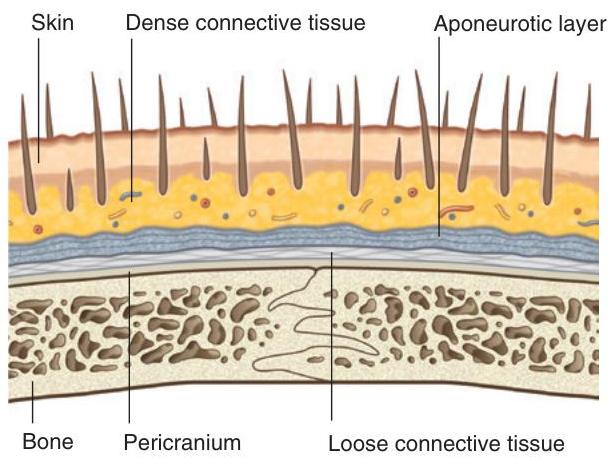 Skin
Dense connective tissue
Aponeurotic layer
Bone
Pericranium
Loose connective tissue